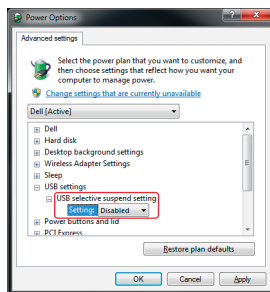 Power Options
Advanced settings
Select the power plan that you want to customize, and
then choose settings that reflect how you want your
computer to manage power.
Change settings that are currently unavailable
Dell [Active]
Dell
Hard disk
Desktop background settings
Wireless Adapter Settings
Sleep
USB settings
USB selective suspend setting
Setting: Disabled
Power buttons and lid
PCI Express
Restore plan defaults
OK Cancel Apply